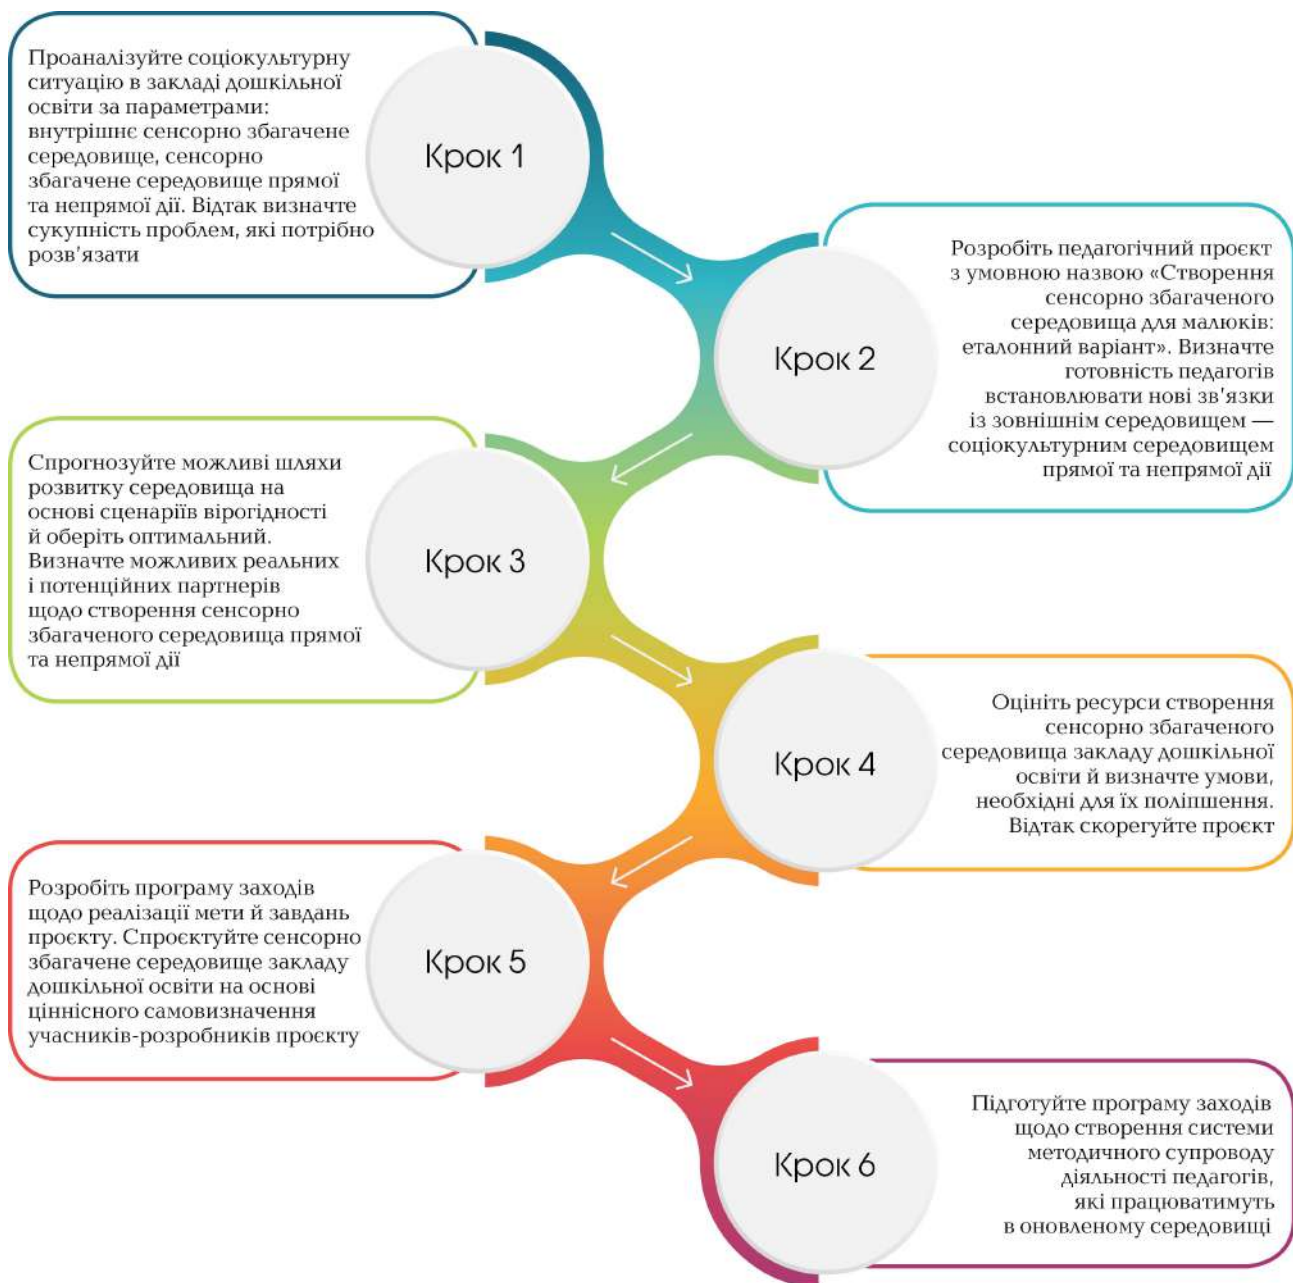 Проаналізуйте соціокультурну
ситуацію в закладі дошкільної
освіти за параметрами:
внутрішнє сенсорно збагачене
середовище, сенсорно
збагачене середовище прямої
та непрямої дії. Відтак визначте
сукупність проблем, які потрібно
розв’язати
Крок 1
Крок 2
Розробіть педагогічний проєкт
з умовною назвою «Створення
сенсорно збагаченого
середовища для малюків:
еталонний варіант». Визначте
готовність педагогів
встановлювати нові зв’язки
із зовнішнім середовищем —
соціокультурним середовищем
прямої та непрямої дії
Спрогнозуйте можливі шляхи
розвитку середовища на
основі сценаріїв вірогідності
й оберіть оптимальний.
Визначте можливих реальних
і потенційних партнерів
щодо створення сенсорно
збагаченого середовища прямої
та непрямої дії
Крок 3
Крок 4
Оцініть ресурси створення
сенсорно збагаченого
середовища закладу дошкільної
освіти й визначте умови,
необхідні для їх поліпшення.
Відтак скорегуйте проєкт
Розробіть програму заходів
щодо реалізації мети й завдань
проєкту. Спроєктуйте сенсорно
збагачене середовище закладу
дошкільної освіти на основі
ціннісного самовизначення
учасників-розробників проєкту
Крок 5
Крок 6
Підготуйте програму заходів
щодо створення системи
методичного супроводу
діяльності педагогів,
які працюватимуть
в оновленому середовищі